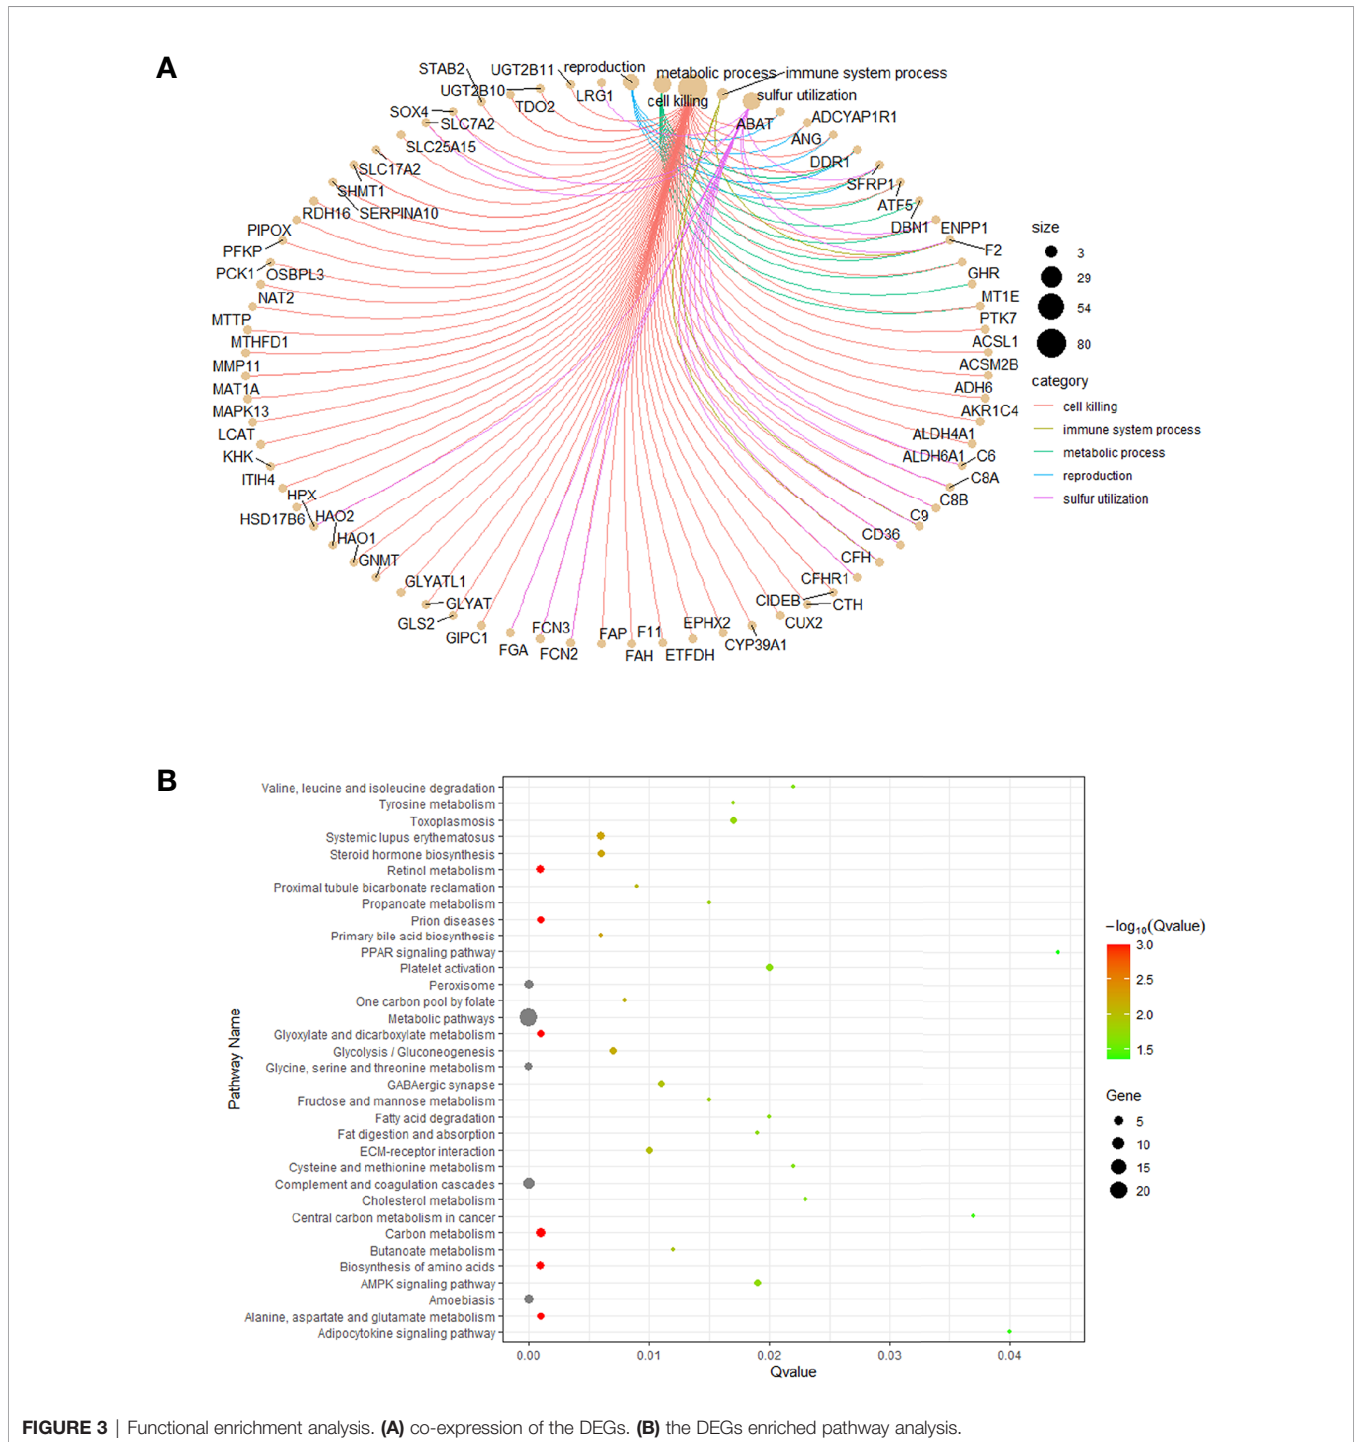 A
STAB2
UGT2B11
reproduction
metabolic process
immune system process
UGT2B10
TDO2
LRG1
cell killing
sulfur utilization
SOX4
SLC7A2
ABAT
ADCYAP1R1
ANG
SLC25A15
DDR1
SLC17A2
SFRP1
SHMT1
ATF5
RDH16
SERPINA10
DBN1
ENPP1
PIPOX
F2
PFKP
PCK1
OSBPL3
GHR
NAT2
MT1E
MTTP
PTK7
MTHFD1
ACSL1
MMP11
ACSM2B
MAT1A
ADH6
MAPK13
AKR1C4
LCAT
ALDH4A1
KHK
ALDH6A1
C6
ITIH4
C8A
HPX
C8B
HSD17B6
HAO2
C9
HAO1
CD36
GNMT
CFH
GLYATL1
CFHR1
GLYAT
CIDEB
CTH
GLS2
CUX2
GIPC1
FCN3
FAP
F11
EPHX2
CYP39A1
FGA
FCN2
FAH
ETFDH
size
3
29
54
80
category
cell killing
immune system process
metabolic process
reproduction
sulfur utilization
B
Pathway Name
Valine, leucine and isoleucine degradation
Tyrosine metabolism
Toxoplasmosis
Systemic lupus erythematosus
Steroid hormone biosynthesis
Retinol metabolism
Proximal tubule bicarbonate reclamation
Propanoate metabolism
Prion diseases
Primary bile acid biosynthesis
PPAR signaling pathway
Platelet activation
Peroxisome
One carbon pool by folate
Metabolic pathways
Glyoxylate and dicarboxylate metabolism
Glycolysis / Gluconeogenesis
Glycine, serine and threonine metabolism
GABAergic synapse
Fructose and mannose metabolism
Fatty acid degradation
Fat digestion and absorption
ECM-receptor interaction
Cysteine and methionine metabolism
Complement and coagulation cascades
Cholesterol metabolism
Central carbon metabolism in cancer
Carbon metabolism
Butanoate metabolism
Biosynthesis of amino acids
AMPK signaling pathway
Amoebiasis
Alanine, aspartate and glutamate metabolism
Adipocytokine signaling pathway
0.00 0.01 0.02 0.03 0.04
Qvalue
−log10(Qvalue)
3.0
2.5
2.0
1.5
Gene
5
10
15
20
FIGURE 3 | Functional enrichment analysis. (A) co-expression of the DEGs. (B) the DEGs enriched pathway analysis.